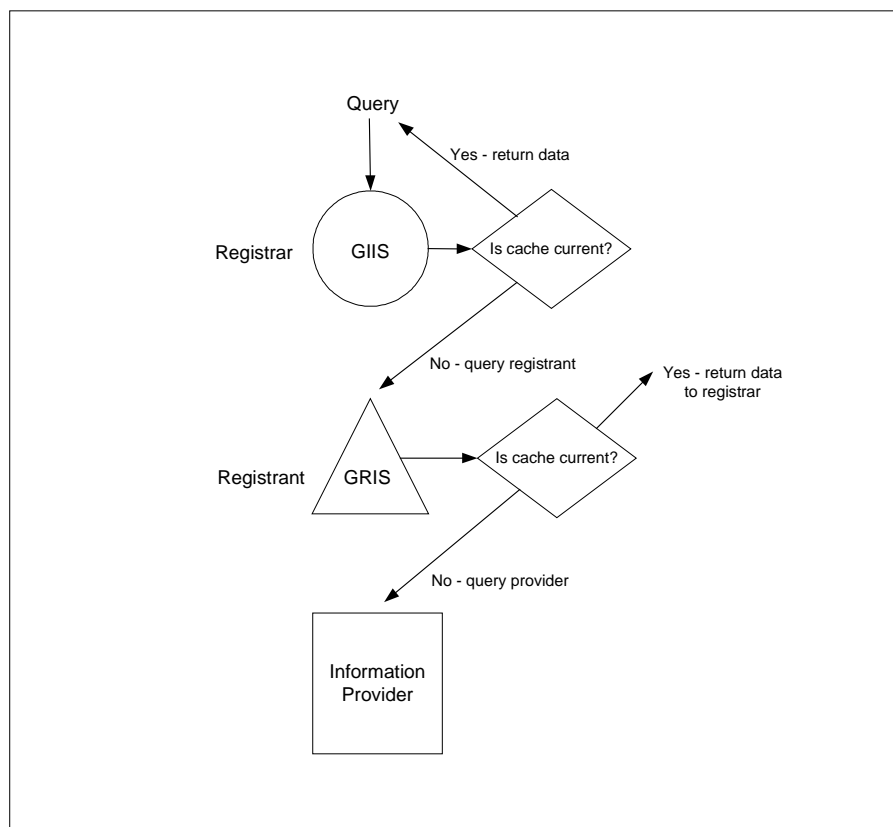 Query
Yes - return data
Registrar
GIIS
Is cache current?
No - query registrant
Yes - return data
to registrar
Registrant
GRIS
Is cache current?
No - query provider
Information
Provider